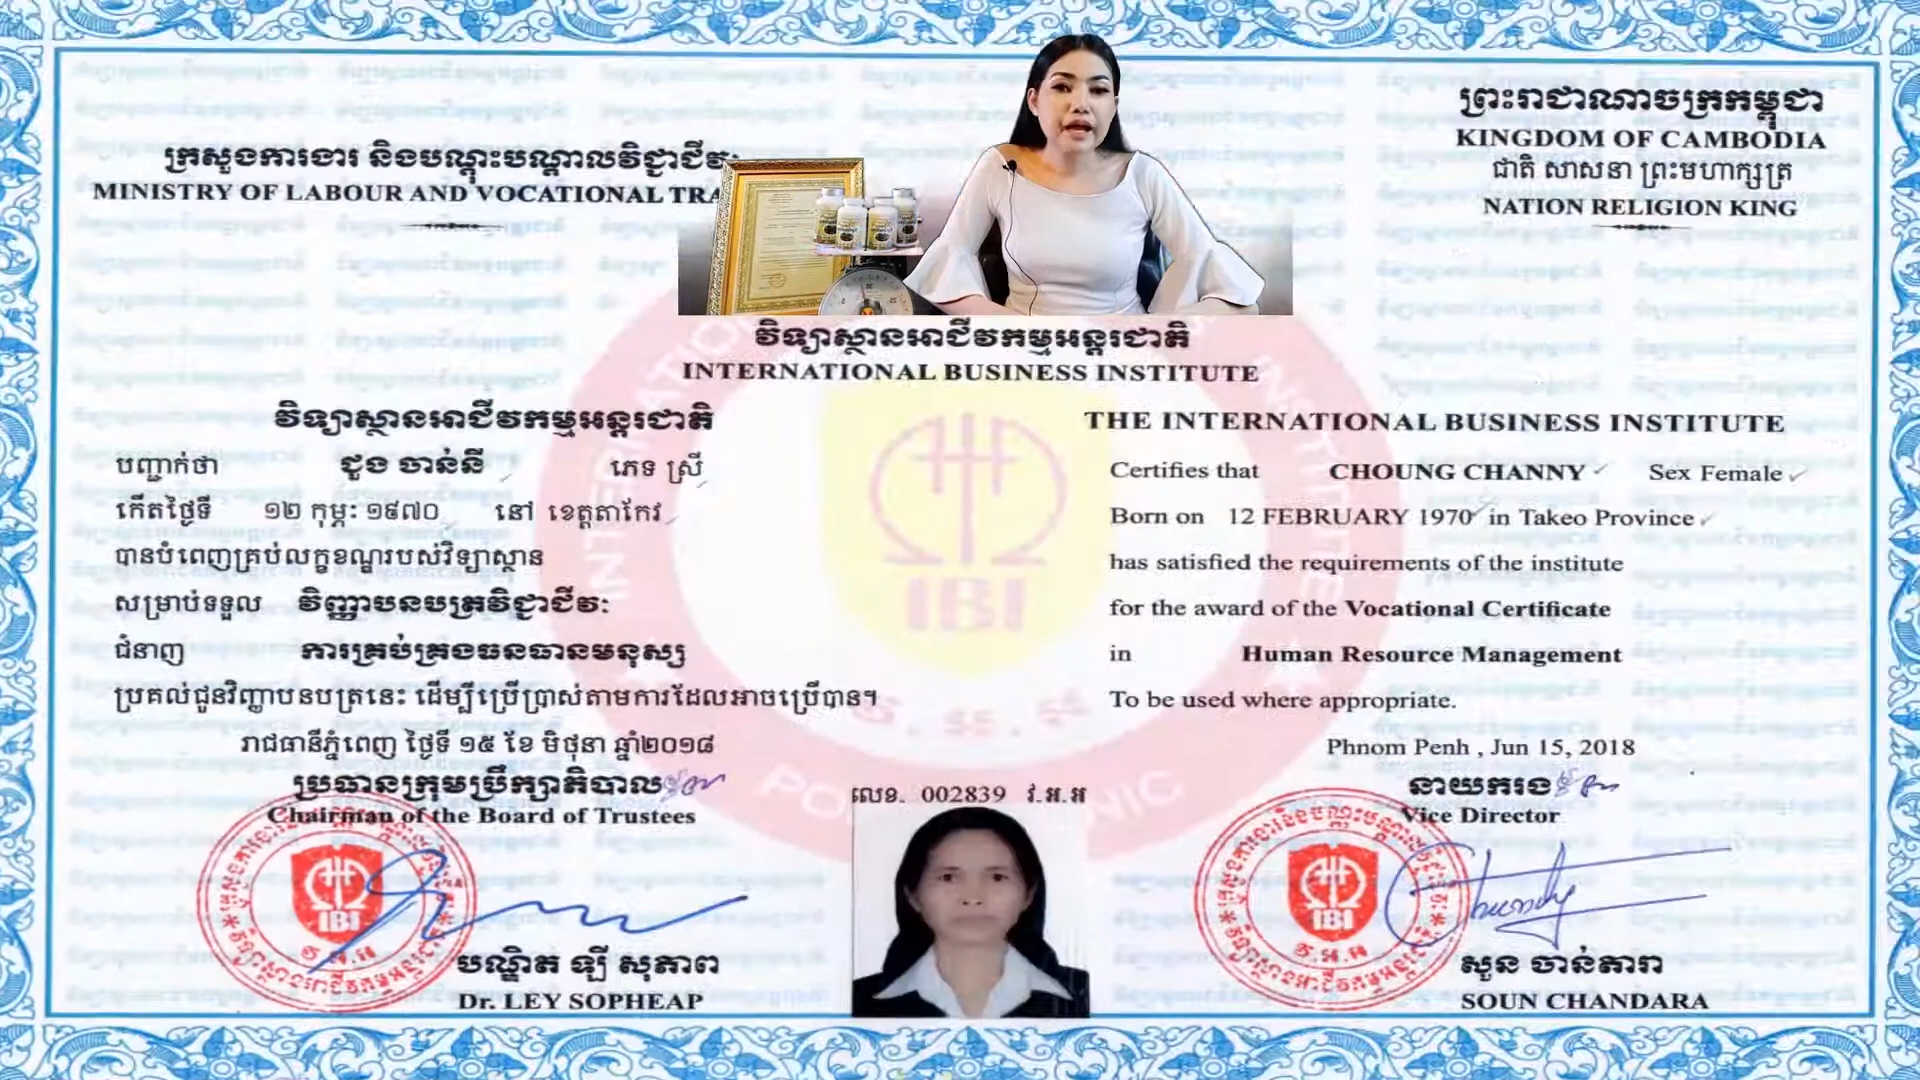 ព្រះរាជាណាចក្រកម្ពុជា
KINGDOM OF CAMBODIA
ជាតិ សាសនា ព្រះមហាក្សត្រ
NATION RELIGION KING
ក្រសួងការងារ និងបណ្តុះបណ្តាលវិជ្ជាជីវៈ
MINISTRY OF LABOUR AND VOCATIONAL TRA
វិទ្យាស្ថានអាជីវកម្មអន្តរជាតិ
INTERNATIONAL BUSINESS INSTITUTE
វិទ្យាស្ថានអាជីវកម្មអន្តរជាតិ
បញ្ជាក់ថា ជួង ចាន់នី ភេទ ស្រី
កើតថ្ងៃទី ១២ កុម្ភៈ ១៩៧០ នៅ ខេត្តតាកែវ
បានបំពេញគ្រប់លក្ខខណ្ឌរបស់វិទ្យាស្ថាន
សម្រាប់ទទួល វិញ្ញាបនបត្រវិជ្ជាជីវៈ
ជំនាញ ការគ្រប់គ្រងធនធានមនុស្ស
ប្រគល់ជូនវិញ្ញាបនបត្រនេះ ដើម្បីប្រើប្រាស់តាមការដែលអាចប្រើបាន។
រាជធានីភ្នំពេញ ថ្ងៃទី ១៥ ខែ មិថុនា ឆ្នាំ២០១៨
ប្រធានក្រុមប្រឹក្សាភិបាល
Chairman of the Board of Trustees
បណ្ឌិត ឡី សុភាព
Dr. LEY SOPHEAP
THE INTERNATIONAL BUSINESS INSTITUTE
Certifies that CHOUNG CHANNY Sex Female
Born on 12 FEBRUARY 1970 in Takeo Province
has satisfied the requirements of the institute
for the award of the Vocational Certificate
in Human Resource Management
To be used where appropriate.
Phnom Penh , Jun 15, 2018
នាយករង
Vice Director
សួន ចាន់តារា
SOUN CHANDARA
លេខ. 002839 វ.អ.អ
IBI
IBI
IBI